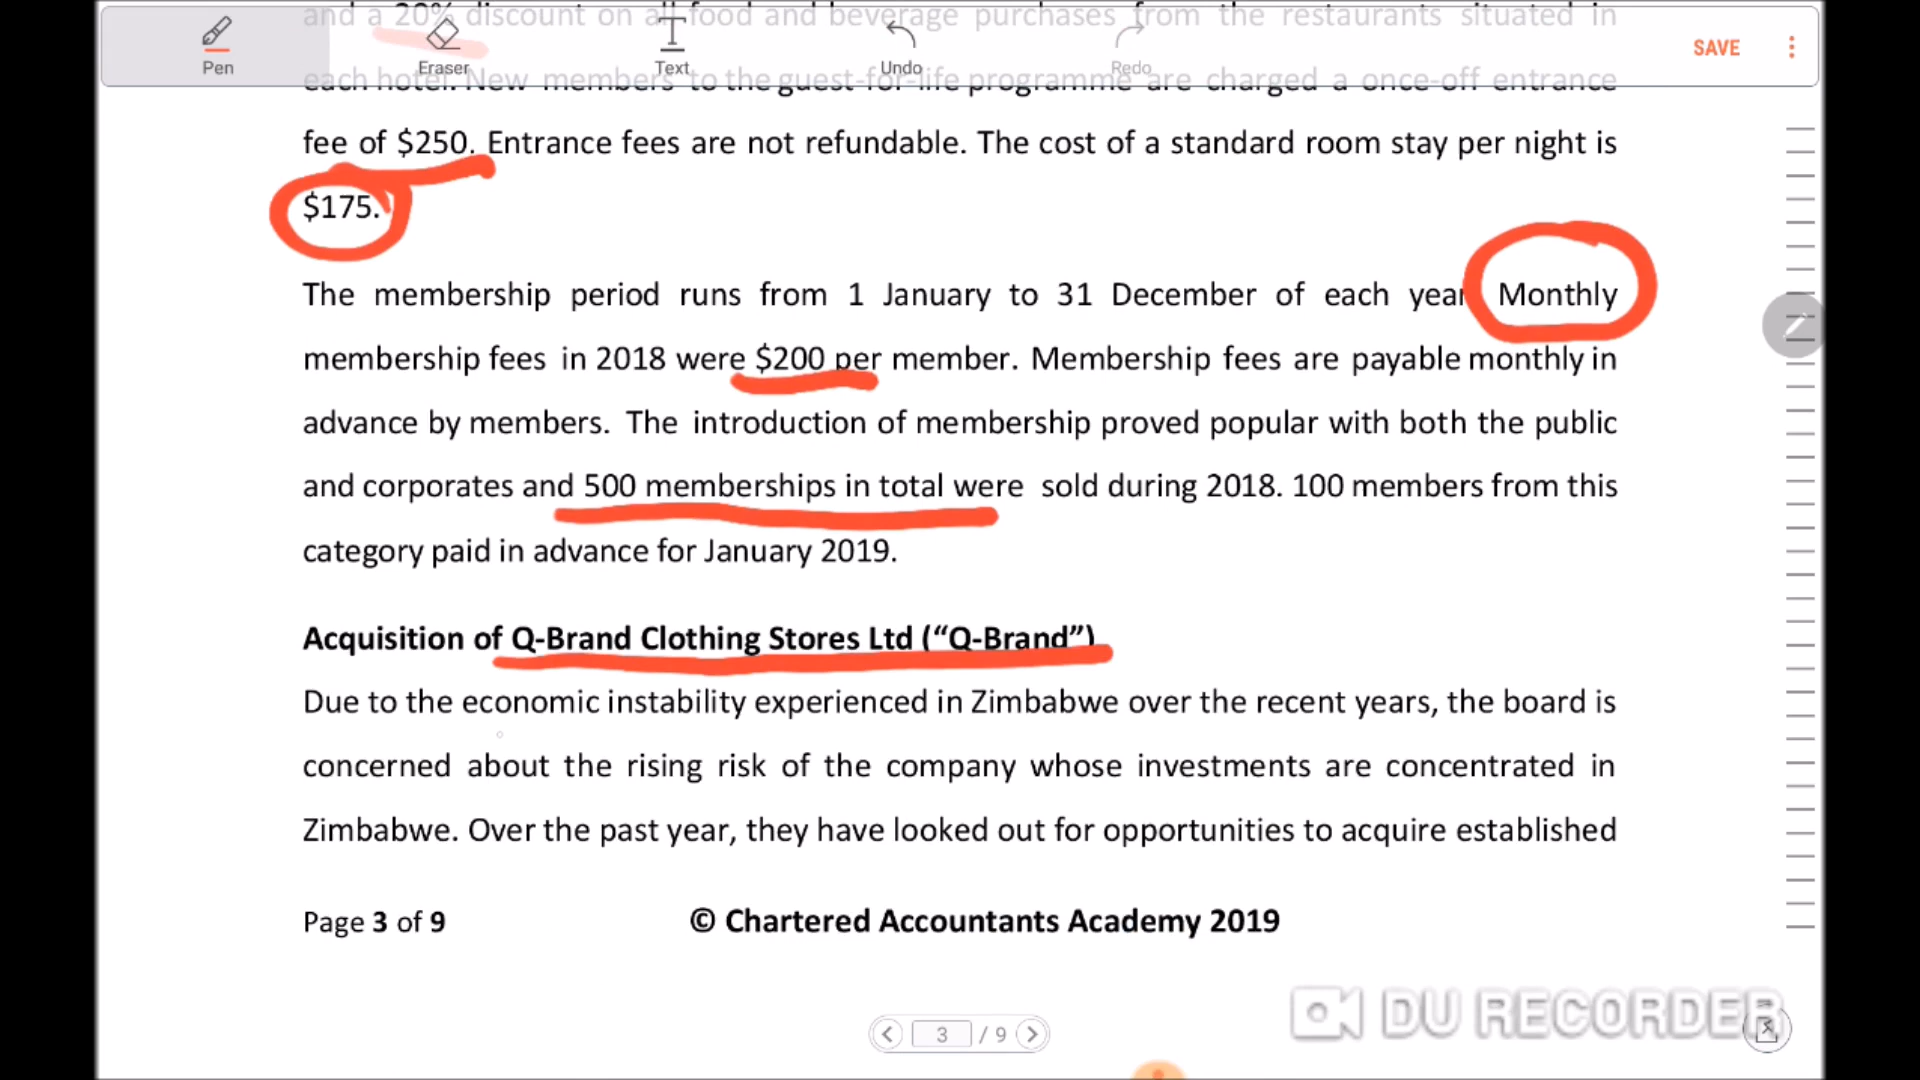 and a 20% discount on all food and beverage purchases from the restaurants situated in
Pen
Eraser
Text
Undo
Redo
SAVE
each hotel. New members to the guest-for-life programme are charged a once-off entrance
fee of $250. Entrance fees are not refundable. The cost of a standard room stay per night is
$175.
The membership period runs from 1 January to 31 December of each year Monthly
membership fees in 2018 were $200 per member. Membership fees are payable monthly in
advance by members. The introduction of membership proved popular with both the public
and corporates and 500 memberships in total were sold during 2018. 100 members from this
category paid in advance for January 2019.
Acquisition of Q-Brand Clothing Stores Ltd (“Q-Brand”)
Due to the economic instability experienced in Zimbabwe over the recent years, the board is
concerned about the rising risk of the company whose investments are concentrated in
Zimbabwe. Over the past year, they have looked out for opportunities to acquire established
Page 3 of 9
© Chartered Accountants Academy 2019
DU RECORDER
3 / 9